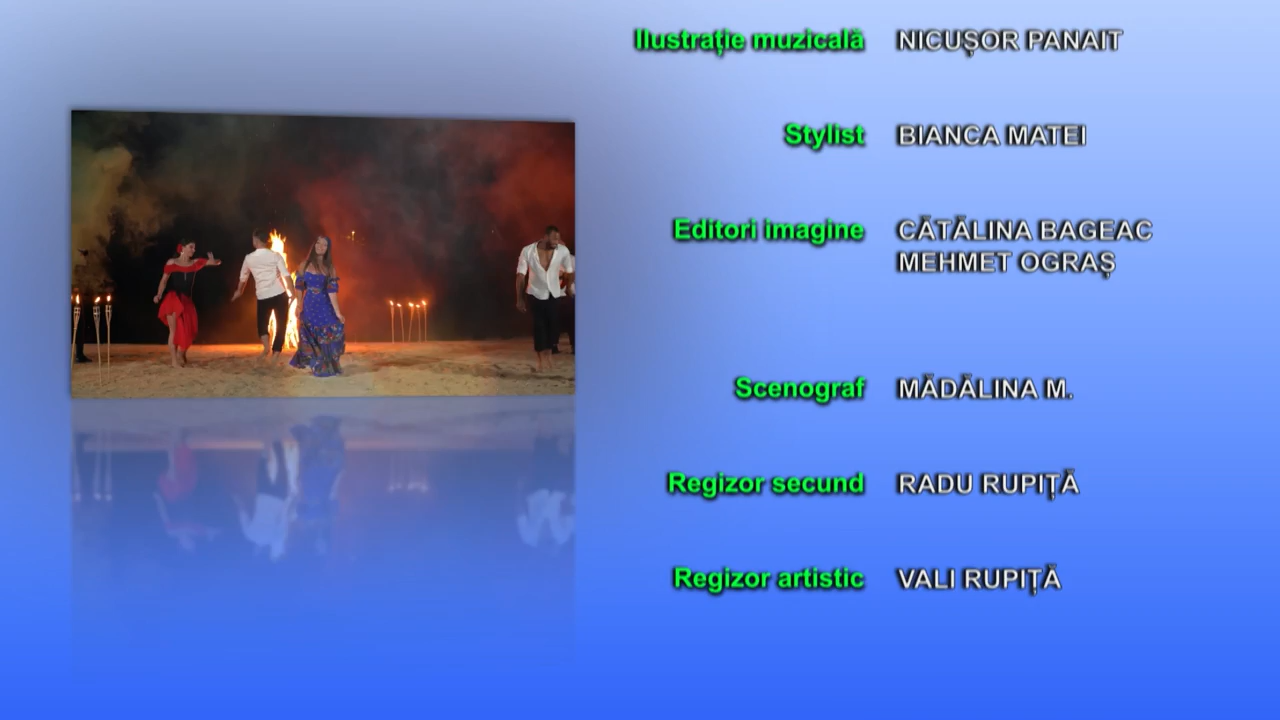 Ilustrație muzicală NICUȘOR PANAIT
Stylist BIANCA MATEI
Editori imagine CĂTĂLINA BAGEAC
MEHMET OGRAȘ
Scenograf MĂDĂLINA M.
Regizor secund RADU RUPIȚĂ
Regizor artistic VALI RUPIȚĂ